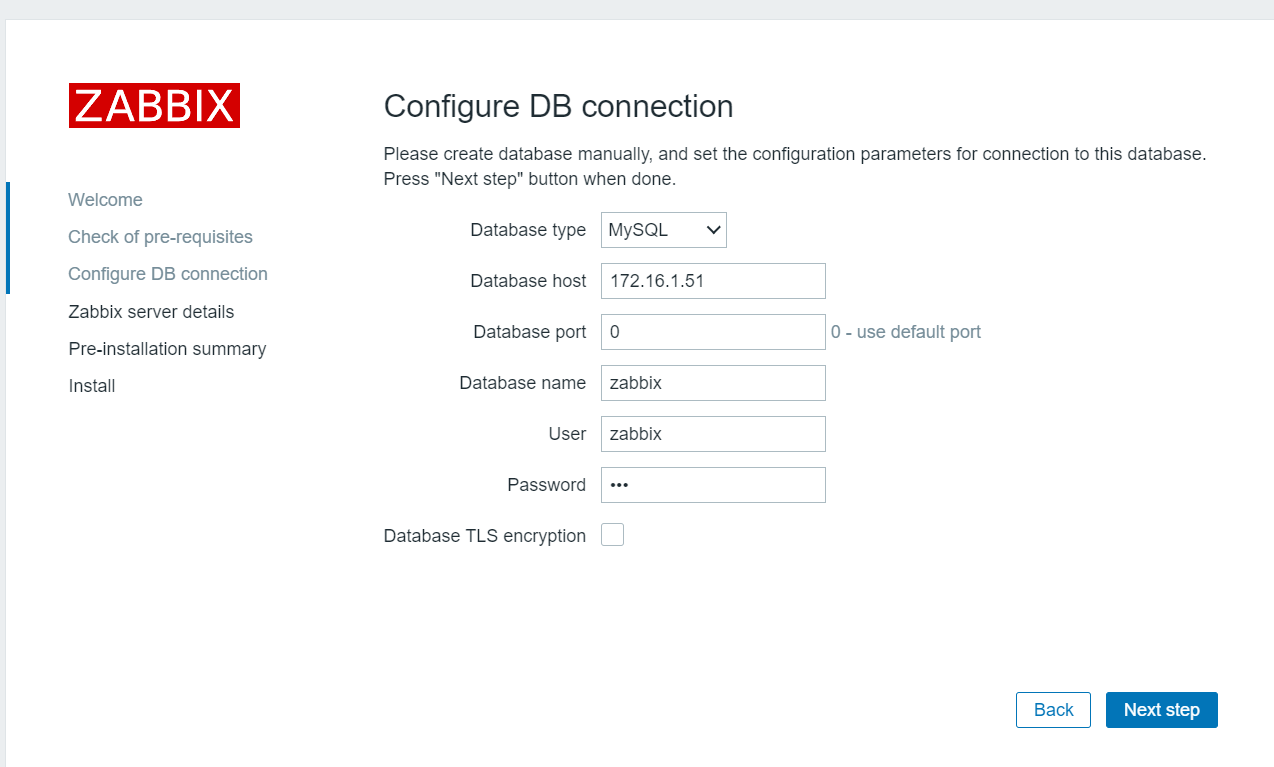 ZABBIX
Welcome
Check of pre-requisites
Configure DB connection
Zabbix server details
Pre-installation summary
Install
Configure DB connection
Please create database manually, and set the configuration parameters for connection to this database.
Press "Next step" button when done.
Database type MySQL
Database host 172.16.1.51
Database port 0 0 - use default port
Database name zabbix
User zabbix
Password •••
Database TLS encryption
Back Next step